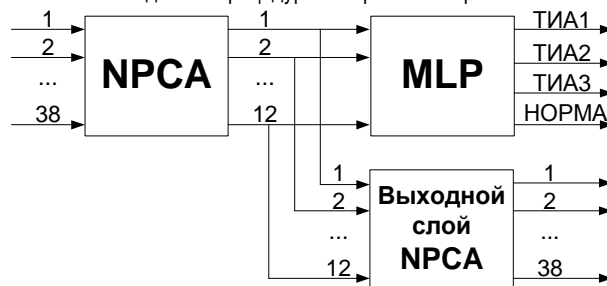 1 1 ТИА1
2 2 ТИА2
... NPCA ... MLP ТИА3
38 12 НОРМА
1 Выходной 1
2 слой 2
... NPCA ...
12 38